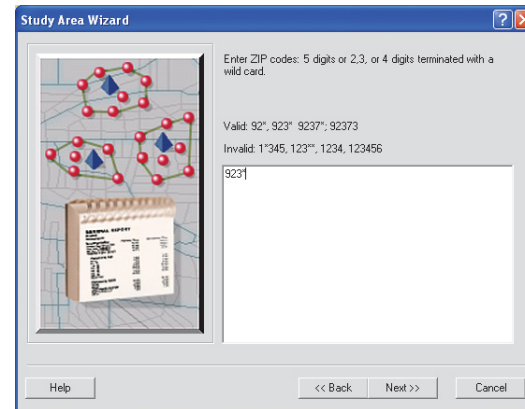 Study Area Wizard
Enter ZIP codes: 5 digits or 2,3, or 4 digits terminated with a
wild card.
Valid: 92*, 923* 9237*; 92373
Invalid: 1*345, 123**, 1234, 123456
923*
Help
<< Back
Next >>
Cancel